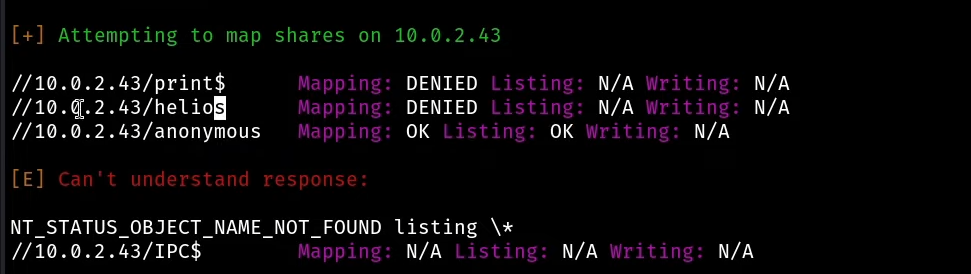 [+] Attempting to map shares on 10.0.2.43
//10.0.2.43/print$ Mapping: DENIED Listing: N/A Writing: N/A
//10.0.2.43/helios Mapping: DENIED Listing: N/A Writing: N/A
//10.0.2.43/anonymous Mapping: OK Listing: OK Writing: N/A
[E] Can't understand response:
NT_STATUS_OBJECT_NAME_NOT_FOUND listing \*
//10.0.2.43/IPC$ Mapping: N/A Listing: N/A Writing: N/A